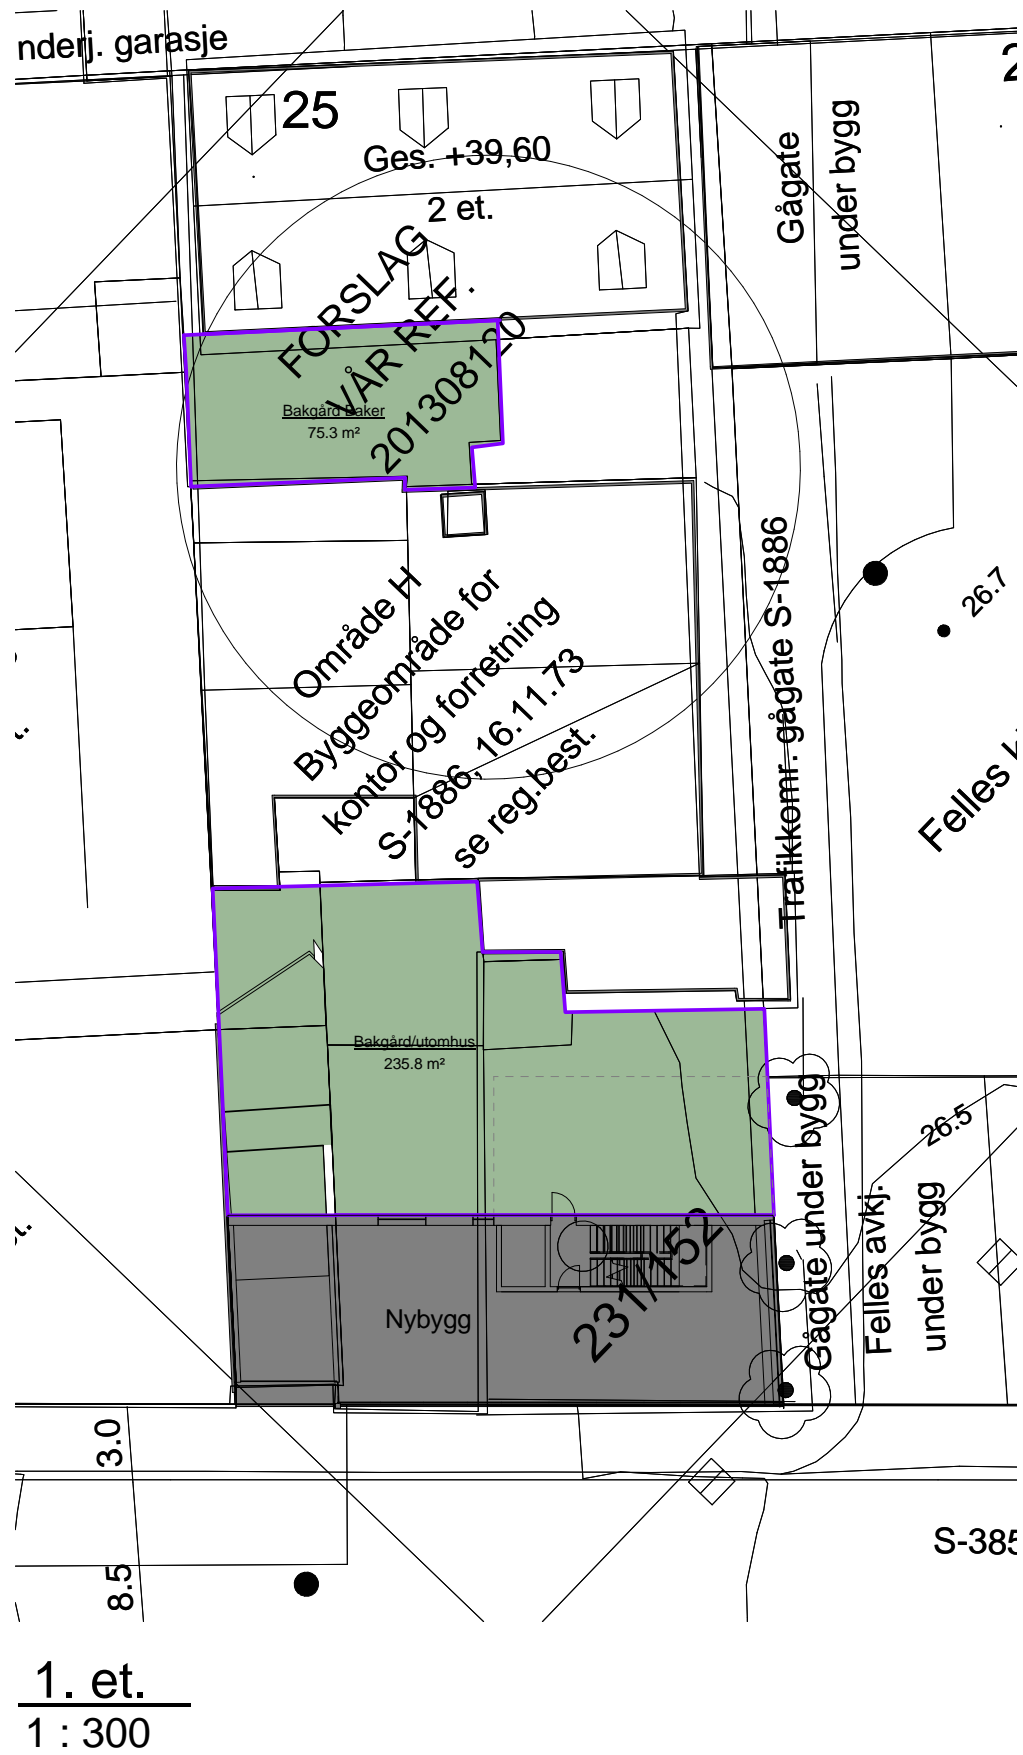 nderj. garasje
25
Ges. +39,60
2 et.
Gågate
under bygg
FORSLAG
VÅR REF.
201308120
Bakgård Baker
75.3 m²
Område H
Byggeområde for
kontor og forretning
S-1886, 16.11.73
se reg.best.
Trafikkomr. gågate S-1886
26.7
Felles
Bakgård/utomhus
235.8 m²
Gågate under bygg
26.5
Felles avkj.
under bygg
231/152
Nybygg
3.0
8.5
S-385
1. et.
1 : 300